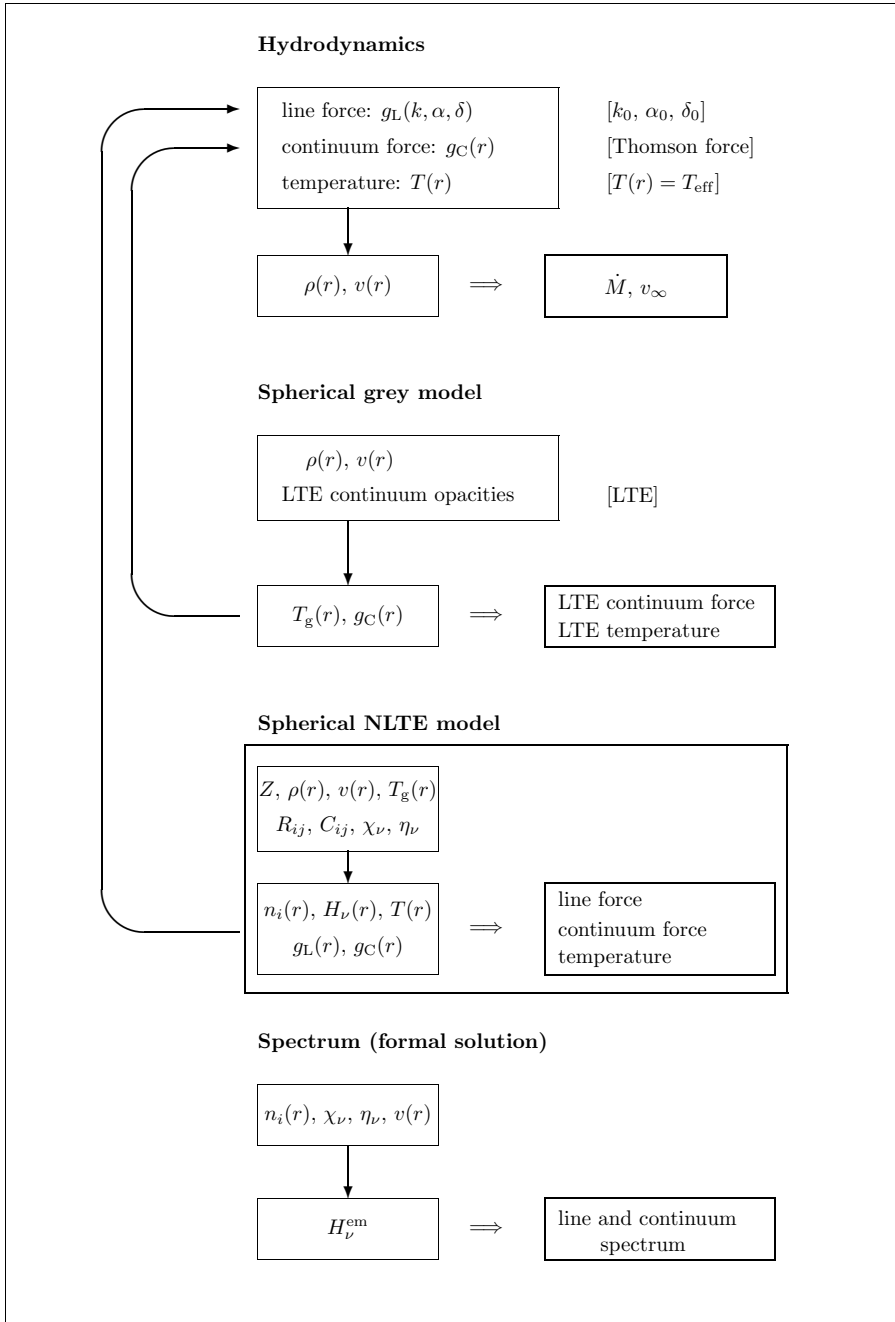 Hydrodynamics
line force: g_L(k, α, δ) [k_0, α_0, δ_0]
continuum force: g_C(r) [Thomson force]
temperature: T(r) [T(r) = T_eff]
ρ(r), v(r) ⟹ Ṁ, v_∞
Spherical grey model
ρ(r), v(r)
LTE continuum opacities [LTE]
T_g(r), g_C(r) ⟹ LTE continuum force
LTE temperature
Spherical NLTE model
Z, ρ(r), v(r), T_g(r)
R_ij, C_ij, χ_ν, η_ν
n_i(r), H_ν(r), T(r)
g_L(r), g_C(r)
⟹
line force
continuum force
temperature
Spectrum (formal solution)
n_i(r), χ_ν, η_ν, v(r)
H_ν^em ⟹ line and continuum
spectrum